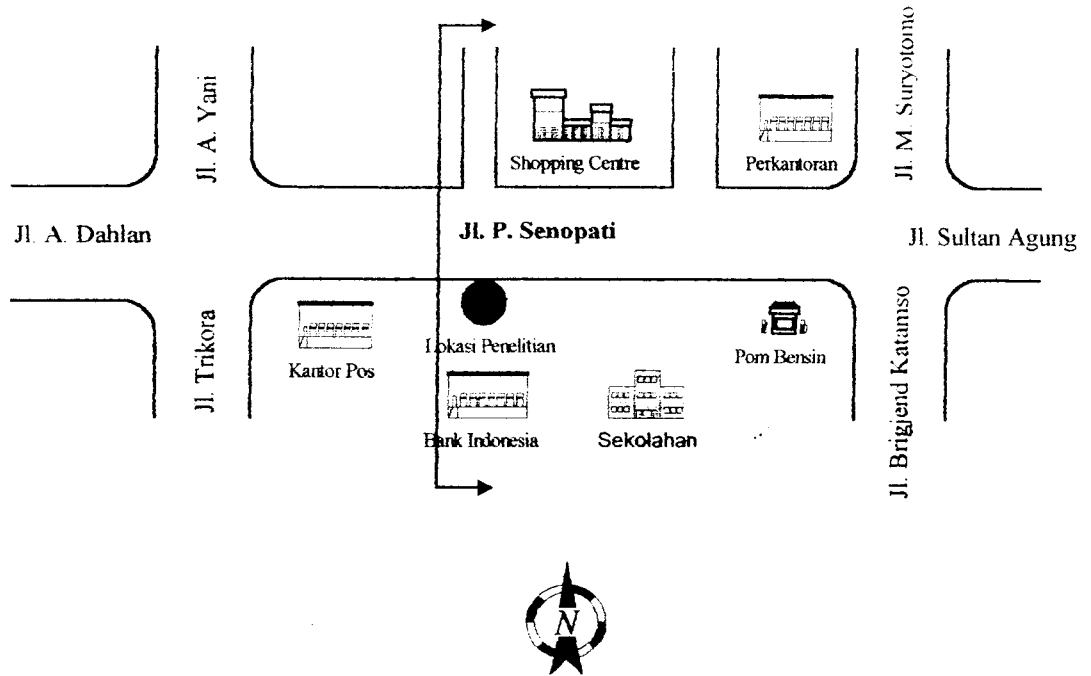 Jl. A. Yani
Jl. M. Suryotomo
Shopping Centre
Perkantoran
Jl. A. Dahlan
Jl. P. Senopati
Jl. Sultan Agung
Jl. Trikora
Kantor Pos
Lokasi Penelitian
Pom Bensin
Jl. Brigjend Katamso
Bank Indonesia
Sekolahan
N